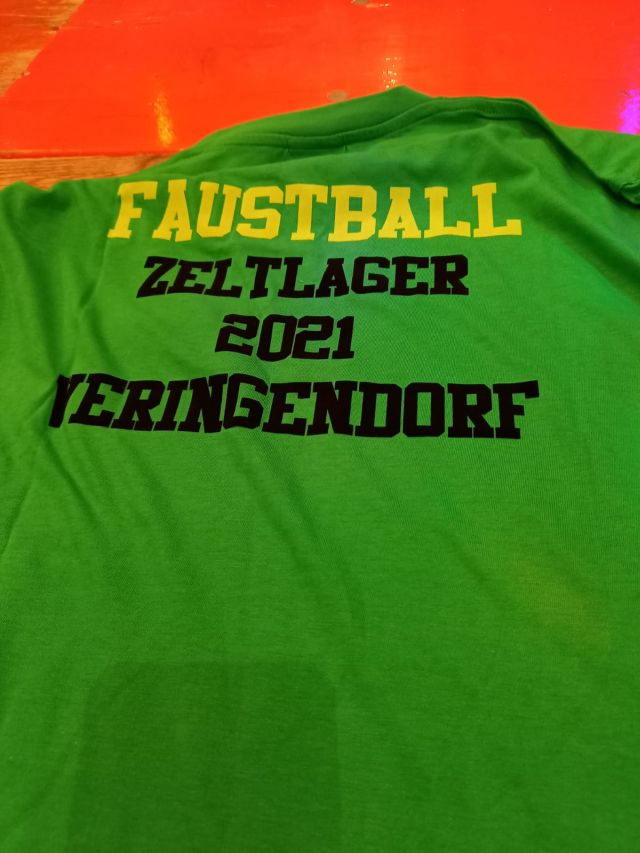 FAUSTBALL
ZELTLAGER
2021
VERINGENDORF